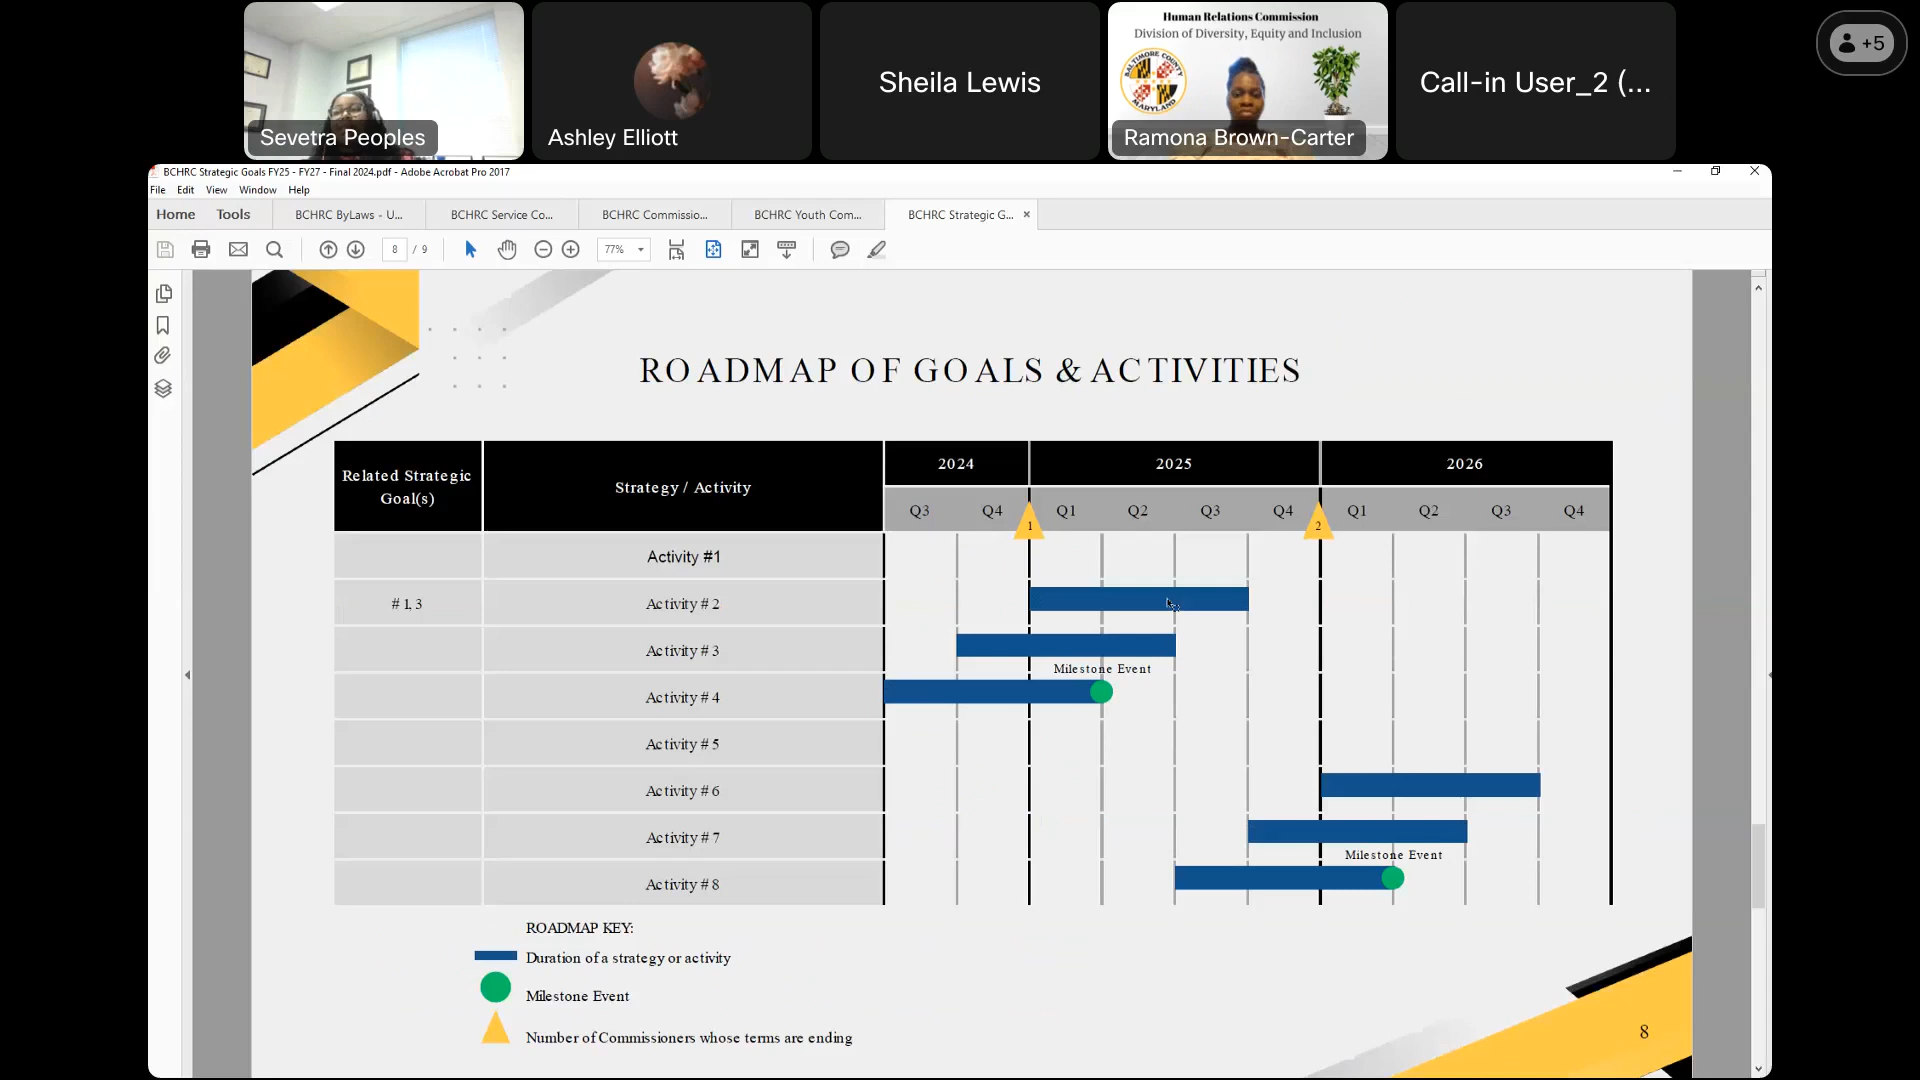 Human Relations Commission
Division of Diversity, Equity and Inclusion
BALTIMORE COUNTY
MARYLAND
Sevetra Peoples
Ashley Elliott
Sheila Lewis
Ramona Brown-Carter
Call-in User_2 (...
+5
BCHRC Strategic Goals FY25 - FY27 - Final 2024.pdf - Adobe Acrobat Pro 2017
File Edit View Window Help
Home Tools BCHRC ByLaws - U... BCHRC Service Co... BCHRC Commissio... BCHRC Youth Com... BCHRC Strategic G... ×
8 / 9 77%
ROADMAP OF GOALS & ACTIVITIES
Related Strategic Goal(s) Strategy / Activity 2024 2025 2026
Q3 Q4 1 Q1 Q2 Q3 Q4 2 Q1 Q2 Q3 Q4
Activity #1
# 1, 3 Activity # 2
Activity # 3
Milestone Event
Activity # 4
Activity # 5
Activity # 6
Activity # 7
Milestone Event
Activity # 8
ROADMAP KEY:
Duration of a strategy or activity
Milestone Event
Number of Commissioners whose terms are ending
8